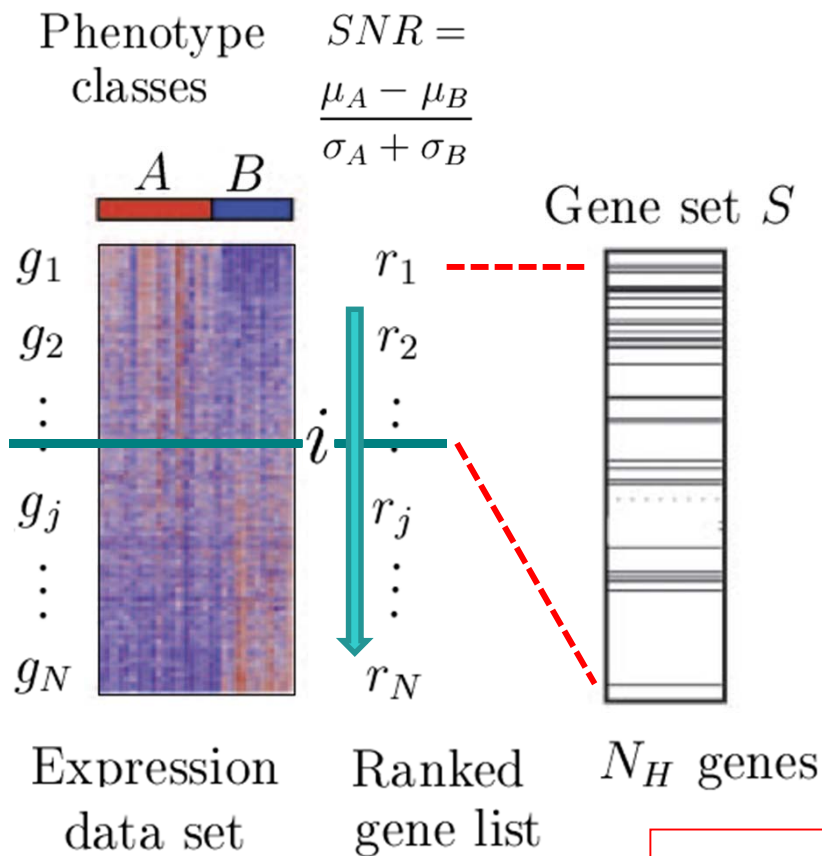 Phenotype
classes
SNR =
μ_A − μ_B
σ_A + σ_B
A B
Gene set S
g_1
r_1
g_2
r_2
⋮
⋮
i
g_j
r_j
⋮
⋮
g_N
r_N
Expression
data set
Ranked
gene list
N_H genes